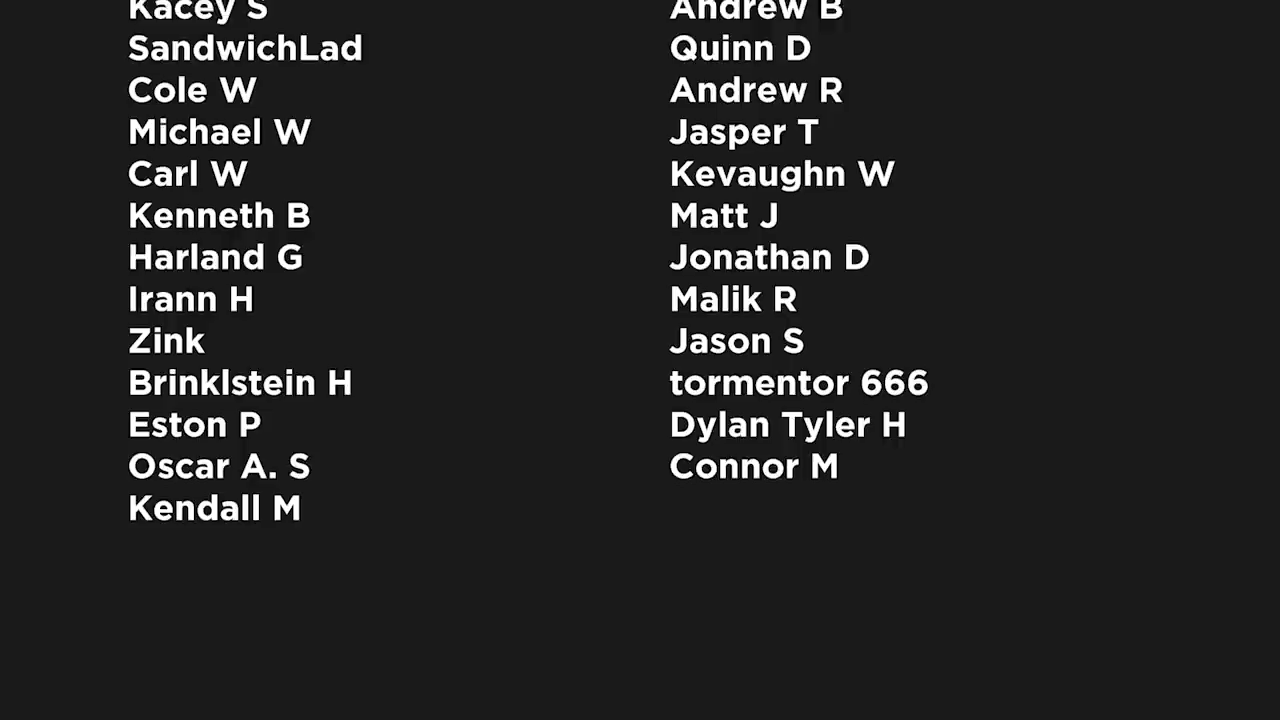 Kacey S
SandwichLad
Cole W
Michael W
Carl W
Kenneth B
Harland G
Irann H
Zink
Brinklstein H
Eston P
Oscar A. S
Kendall M
Andrew B
Quinn D
Andrew R
Jasper T
Kevaughn W
Matt J
Jonathan D
Malik R
Jason S
tormentor 666
Dylan Tyler H
Connor M